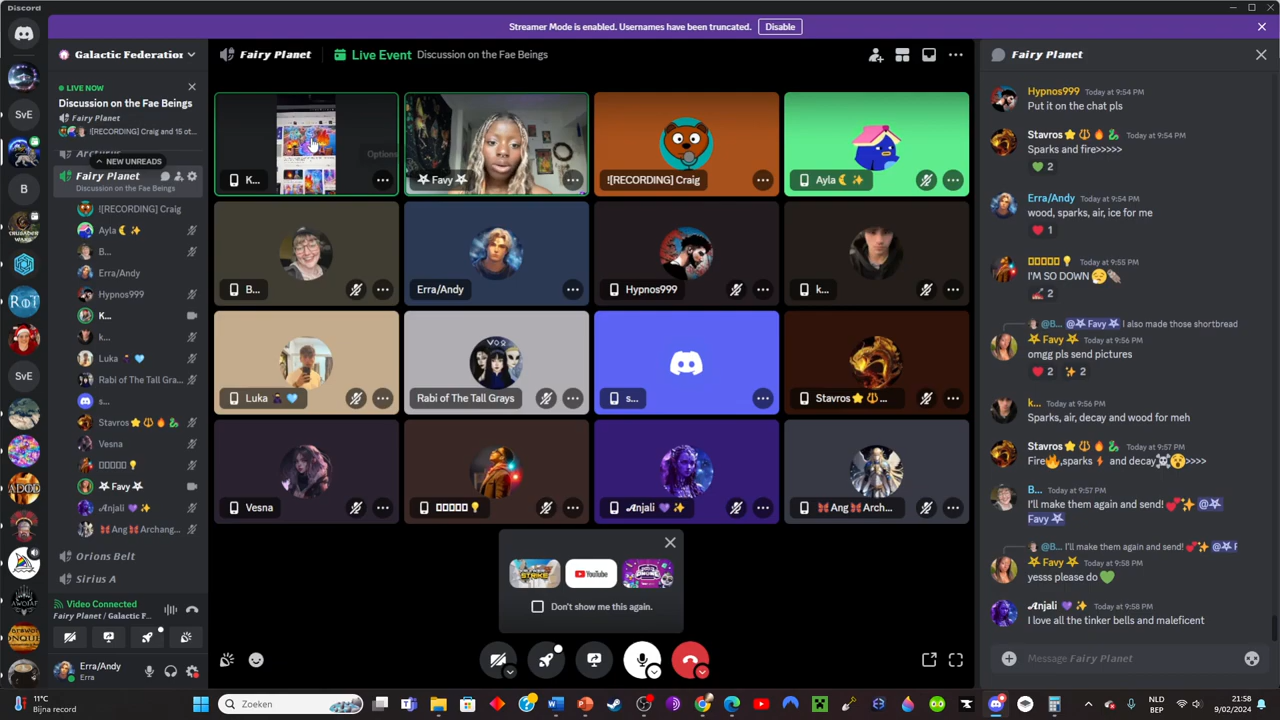 Discord
Streamer Mode is enabled. Usernames have been truncated. Disable
Galactic Federation
LIVE NOW
Discussion on the Fae Beings
Fairy Planet
![RECORDING] Craig and 15 ot...
NEW UNREADS
Fairy Planet
Discussion on the Fae Beings
![RECORDING] Craig
Ayla 🌜 ✨
B...
Erra/Andy
Hypnos999
K...
k...
Luka 🩵
Rabi of The Tall Gra...
s...
Stavros⭐🔱🔥🐉
Vesna
▯▯▯▯▯💡
⛧ Favy ⛧
𝓐njali 💜 ✨
🦋Ang 🦋Archang...
Orions Belt
Sirius A
Video Connected
Fairy Planet / Galactic F...
Erra/Andy
Erra
SvE
B
SvE
SvE
RoT
Fairy Planet
Live Event Discussion on the Fae Beings
K...
Options
⛧ Favy ⛧
![RECORDING] Craig
Ayla 🌜 ✨
B...
Erra/Andy
Hypnos999
k...
Luka 🩵
Rabi of The Tall Grays
s...
Stavros⭐🔱...
Vesna
▯▯▯▯▯💡
𝓐njali 💜 ✨
🦋Ang 🦋Arch...
YouTube
Don't show me this again.
Fairy Planet
Hypnos999 Today at 9:54 PM
Put it on the chat pls
Stavros⭐🔱🔥🐉 Today at 9:54 PM
Sparks and fire>>>>>
2
Erra/Andy Today at 9:54 PM
wood, sparks, air, ice for me
1
▯▯▯▯▯💡 Today at 9:55 PM
I'M SO DOWN
2
@B... @⛧ Favy ⛧ I also made those shortbread
⛧ Favy ⛧ Today at 9:56 PM
omgg pls send pictures
2 ✨ 2
k... Today at 9:56 PM
Sparks, air, decay and wood for meh
Stavros⭐🔱🔥🐉 Today at 9:57 PM
Fire🔥,sparks⚡ and decay☠️😮>>>>
B... Today at 9:57 PM
I'll make them again and send! 💕✨ @⛧
Favy ⛧
@B... I'll make them again and send! 💕✨ @⛧ F
⛧ Favy ⛧ Today at 9:58 PM
yesss please do 💚
𝓐njali 💜 ✨ Today at 9:58 PM
I love all the tinker bells and maleficent
Message Fairy Planet
11°C
Bijna record
Zoeken
NLD
BEP
21:58
9/02/2024